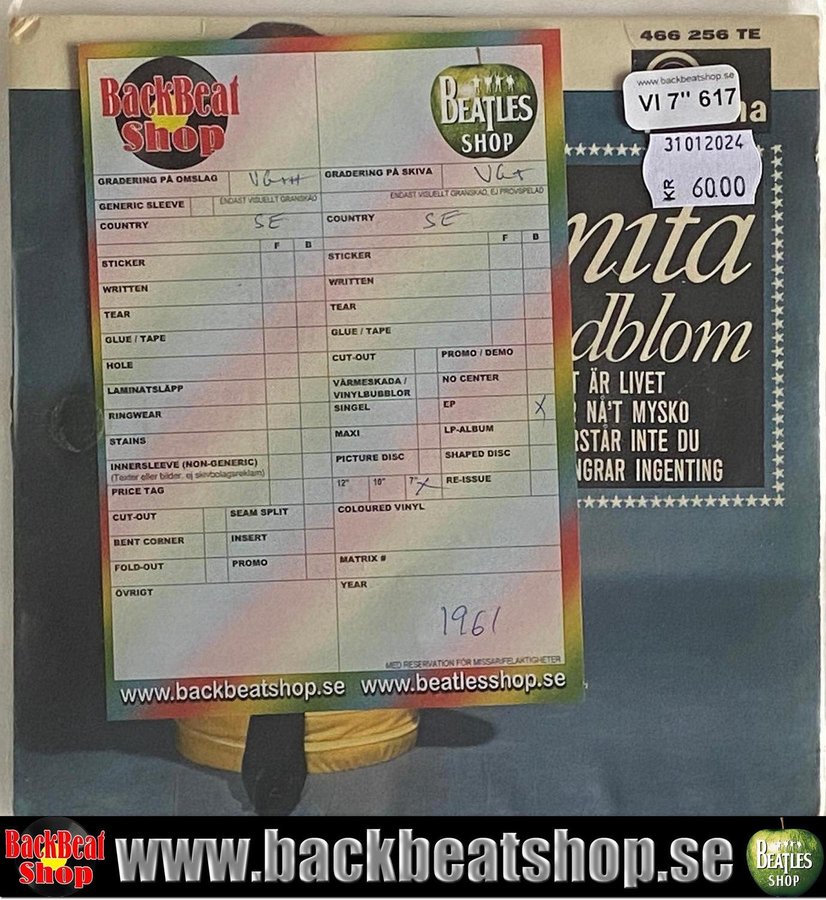 466 256 TE
www.backbeatshop.se
VI 7" 617
31012024
KR 60.00
BackBeat
Shop
BEATLES
SHOP
GRADERING PÅ OMSLAG
VG++
GRADERING PÅ SKIVA
VG+
GENERIC SLEEVE
ENDAST VISUELLT GRANSKAD
ENDAST VISUELLT GRANSKAD, EJ PROVSPELAD
COUNTRY SE
COUNTRY SE
F B
F B
STICKER
STICKER
WRITTEN
WRITTEN
TEAR
TEAR
GLUE / TAPE
GLUE / TAPE
HOLE
CUT-OUT
PROMO / DEMO
LAMINATSLÄPP
VÄRMESKADA /
VINYLBUBBLOR
NO CENTER
RINGWEAR
SINGEL
EP X
STAINS
MAXI
LP-ALBUM
INNERSLEEVE (NON-GENERIC)
(Texter eller bilder, ej skivbolagsreklam)
PICTURE DISC
SHAPED DISC
PRICE TAG
12" 10" 7" X
RE-ISSUE
CUT-OUT
SEAM SPLIT
COLOURED VINYL
BENT CORNER
INSERT
FOLD-OUT
PROMO
MATRIX #
ÖVRIGT
YEAR
1961
MED RESERVATION FÖR MISSAR/FELAKTIGHETER
www.backbeatshop.se www.beatlesshop.se
nita
dblom
T ÄR LIVET
NÅ'T MYSKO
RSTÅR INTE DU
NGRAR INGENTING
BackBeat
Shop
www.backbeatshop.se
BEATLES
SHOP